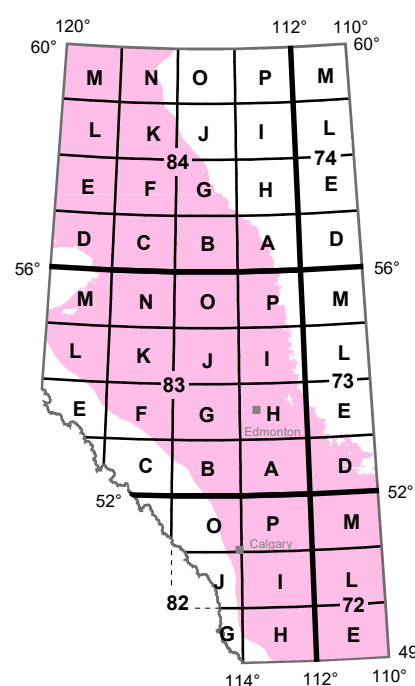 120° 112° 110°
60° 60°
M N O P M
L K J I L
84 74
E F G H E
D C B A D
56° 56°
M N O P M
L K J I L
83 73
E F G H E
Edmonton
C B A D
52° 52°
O P M
Calgary
J I L
82 72
G H E
49
114° 112° 110°